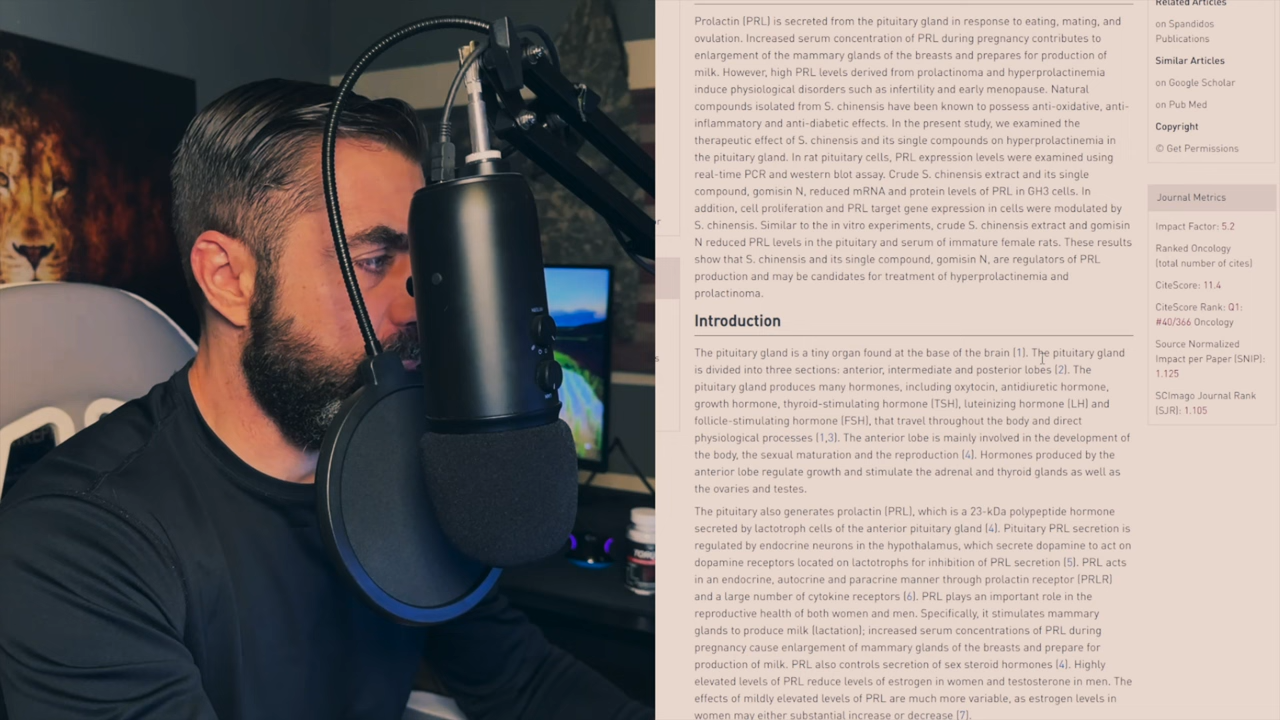 Prolactin (PRL) is secreted from the pituitary gland in response to eating, mating, and
ovulation. Increased serum concentration of PRL during pregnancy contributes to
enlargement of the mammary glands of the breasts and prepares for production of
milk. However, high PRL levels derived from prolactinoma and hyperprolactinemia
induce physiological disorders such as infertility and early menopause. Natural
compounds isolated from S. chinensis have been known to possess anti-oxidative, anti-
inflammatory and anti-diabetic effects. In the present study, we examined the
therapeutic effect of S. chinensis and its single compounds on hyperprolactinemia in
the pituitary gland. In rat pituitary cells, PRL expression levels were examined using
real-time PCR and western blot assay. Crude S. chinensis extract and its single
compound, gomisin N, reduced mRNA and protein levels of PRL in GH3 cells. In
addition, cell proliferation and PRL target gene expression in cells were modulated by
S. chinensis. Similar to the in vitro experiments, crude S. chinensis extract and gomisin
N reduced PRL levels in the pituitary and serum of immature female rats. These results
show that S. chinensis and its single compound, gomisin N, are regulators of PRL
production and may be candidates for treatment of hyperprolactinemia and
prolactinoma.
Introduction
The pituitary gland is a tiny organ found at the base of the brain (1). The pituitary gland
is divided into three sections: anterior, intermediate and posterior lobes (2). The
pituitary gland produces many hormones, including oxytocin, antidiuretic hormone,
growth hormone, thyroid-stimulating hormone (TSH), luteinizing hormone (LH) and
follicle-stimulating hormone (FSH), that travel throughout the body and direct
physiological processes (1,3). The anterior lobe is mainly involved in the development of
the body, the sexual maturation and the reproduction (4). Hormones produced by the
anterior lobe regulate growth and stimulate the adrenal and thyroid glands as well as
the ovaries and testes.
The pituitary also generates prolactin (PRL), which is a 23-kDa polypeptide hormone
secreted by lactotroph cells of the anterior pituitary gland (4). Pituitary PRL secretion is
regulated by endocrine neurons in the hypothalamus, which secrete dopamine to act on
dopamine receptors located on lactotrophs for inhibition of PRL secretion (5). PRL acts
in an endocrine, autocrine and paracrine manner through prolactin receptor (PRLR)
and a large number of cytokine receptors (6). PRL plays an important role in the
reproductive health of both women and men. Specifically, it stimulates mammary
glands to produce milk (lactation); increased serum concentrations of PRL during
pregnancy cause enlargement of mammary glands of the breasts and prepare for
production of milk. PRL also controls secretion of sex steroid hormones (4). Highly
elevated levels of PRL reduce levels of estrogen in women and testosterone in men. The
effects of mildly elevated levels of PRL are much more variable, as estrogen levels in
women may either substantial increase or decrease (7).
Related Articles
on Spandidos
Publications
Similar Articles
on Google Scholar
on Pub Med
Copyright
© Get Permissions
Journal Metrics
Impact Factor: 5.2
Ranked Oncology
(total number of cites)
CiteScore: 11.4
CiteScore Rank: Q1:
#40/366 Oncology
Source Normalized
Impact per Paper (SNIP):
1.125
SCImago Journal Rank
(SJR): 1.105